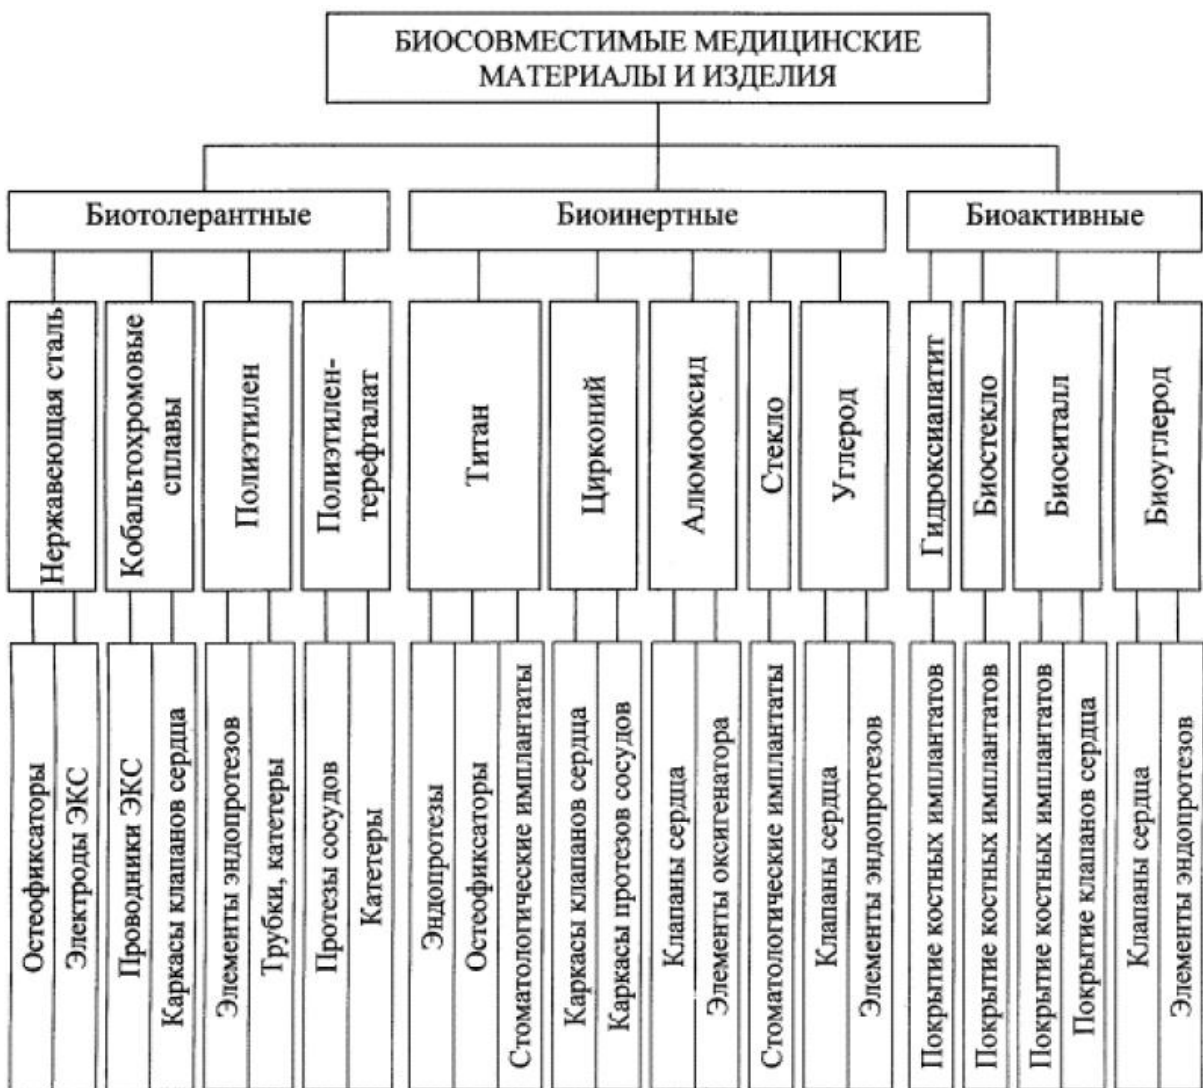 БИОСОВМЕСТИМЫЕ МЕДИЦИНСКИЕ
МАТЕРИАЛЫ И ИЗДЕЛИЯ
Биотолерантные
Биоинертные
Биоактивные
Нержавеющая сталь
Кобальтохромовые
сплавы
Полиэтилен
Полиэтилен-
терефталат
Титан
Цирконий
Алюмооксид
Стекло
Углерод
Гидроксиапатит
Биостекло
Биоситалл
Биоуглерод
Остеофиксаторы
Электроды ЭКС
Проводники ЭКС
Каркасы клапанов сердца
Элементы эндопротезов
Трубки, катетеры
Протезы сосудов
Катетеры
Эндопротезы
Остеофиксаторы
Стоматологические имплантаты
Каркасы клапанов сердца
Каркасы протезов сосудов
Клапаны сердца
Элементы оксигенатора
Стоматологические имплантаты
Клапаны сердца
Элементы эндопротезов
Покрытие костных имплантатов
Покрытие костных имплантатов
Покрытие костных имплантатов
Покрытие клапанов сердца
Клапаны сердца
Элементы эндопротезов